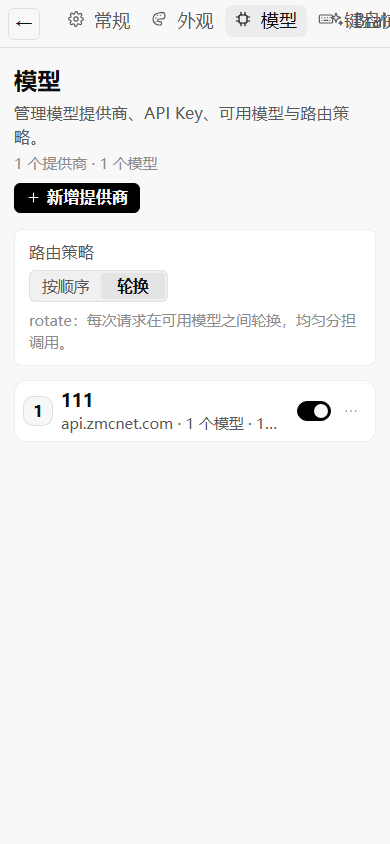 ← 常规 外观 模型
模型
管理模型提供商、API Key、可用模型与路由策
略。
1 个提供商 · 1 个模型
+ 新增提供商
路由策略
按顺序 轮换
rotate：每次请求在可用模型之间轮换，均匀分担
调用。
1 111
api.zmcnet.com · 1 个模型 · 1...